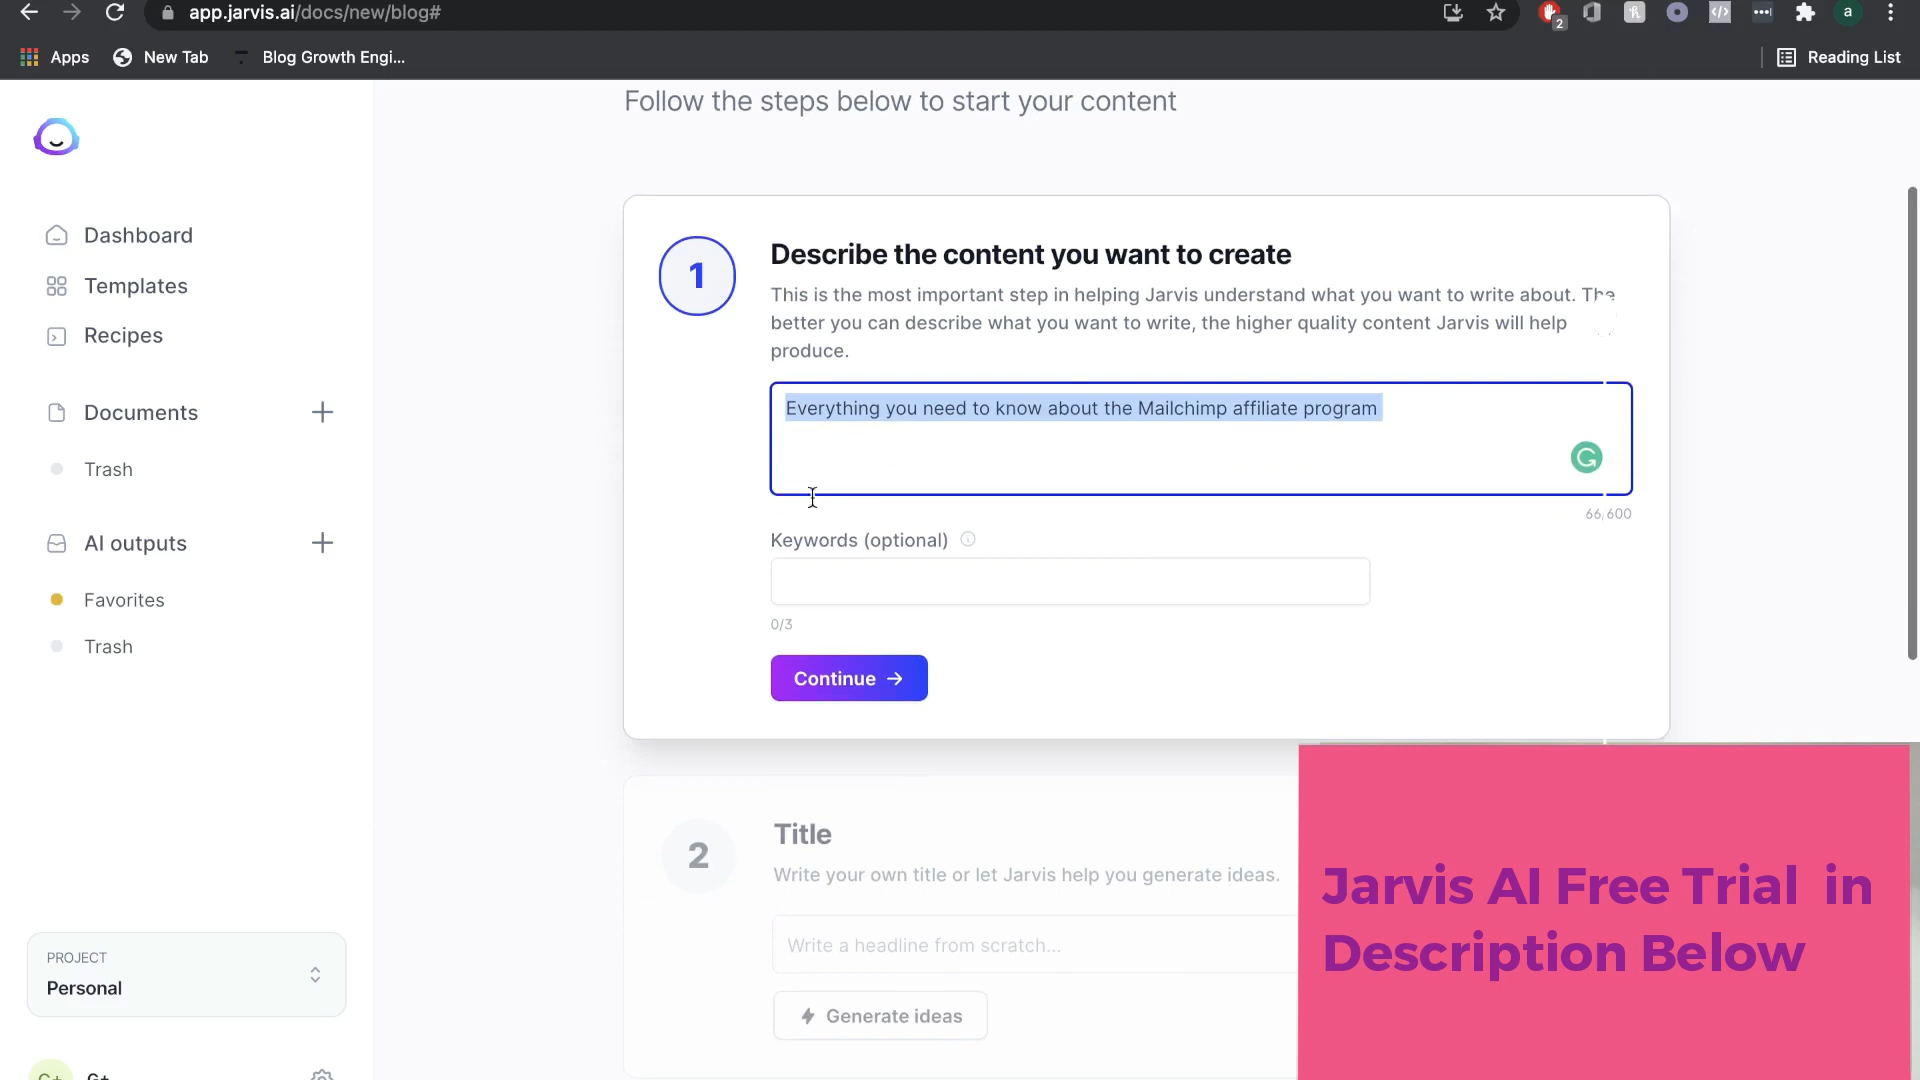 app.jarvis.ai/docs/new/blog#
2
a
Apps
New Tab
Blog Growth Engi...
Reading List
Follow the steps below to start your content
Dashboard
Templates
Recipes
Documents
Trash
AI outputs
Favorites
Trash
PROJECT
Personal
1
Describe the content you want to create
This is the most important step in helping Jarvis understand what you want to write about. The
better you can describe what you want to write, the higher quality content Jarvis will help
produce.
Everything you need to know about the Mailchimp affiliate program
66/600
Keywords (optional)
0/3
Continue
2
Title
Write your own title or let Jarvis help you generate ideas.
Write a headline from scratch...
Generate ideas
Jarvis AI Free Trial in
Description Below